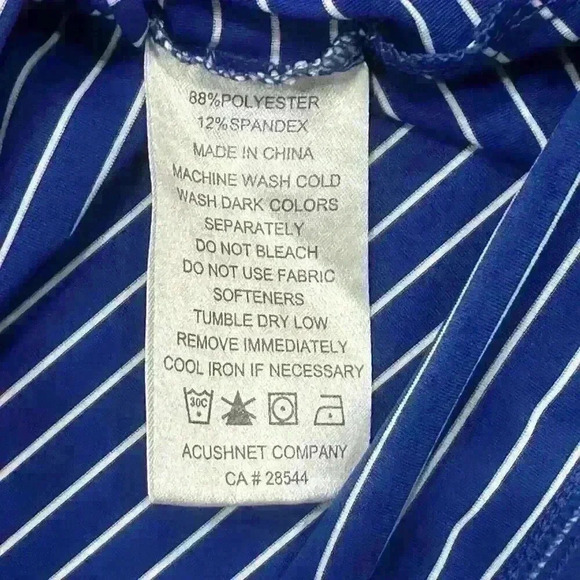 88%POLYESTER
12%SPANDEX
MADE IN CHINA
MACHINE WASH COLD
WASH DARK COLORS
SEPARATELY
DO NOT BLEACH
DO NOT USE FABRIC
SOFTENERS
TUMBLE DRY LOW
REMOVE IMMEDIATELY
COOL IRON IF NECESSARY
30C
ACUSHNET COMPANY
CA # 28544